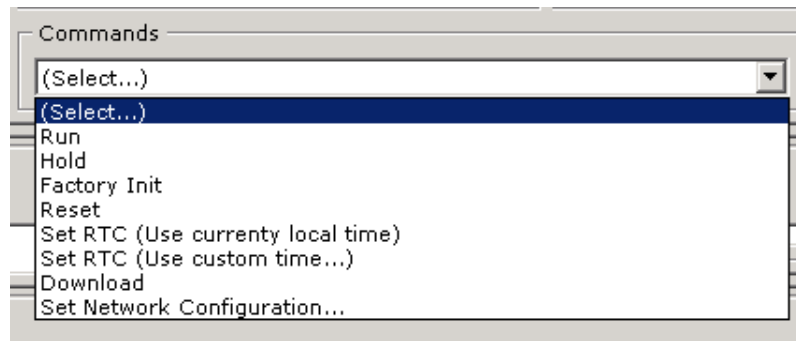 Commands
(Select...)
(Select...)
Run
Hold
Factory Init
Reset
Set RTC (Use currenty local time)
Set RTC (Use custom time...)
Download
Set Network Configuration...